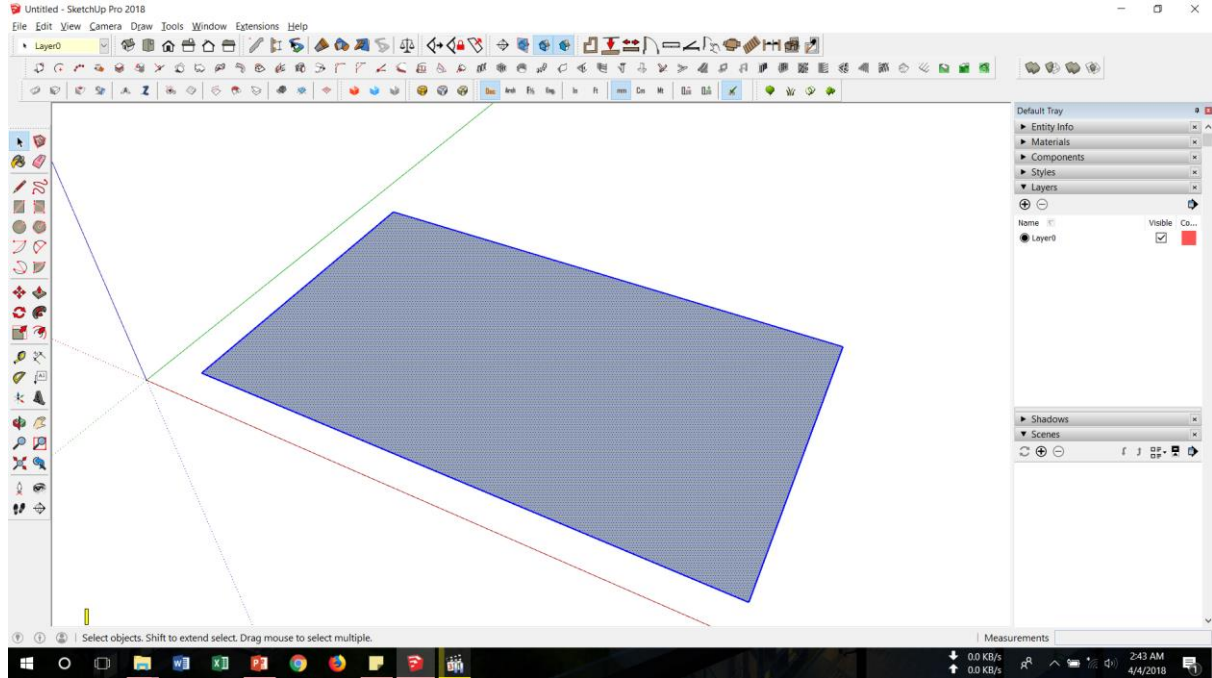 Untitled - SketchUp Pro 2018
File Edit View Camera Draw Tools Window Extensions Help
Layer0
Default Tray
Entity Info
Materials
Components
Styles
Layers
Name Visible Co...
Layer0
Shadows
Scenes
Select objects. Shift to extend select. Drag mouse to select multiple.
Measurements
0.0 KB/s
0.0 KB/s
2:43 AM
4/4/2018